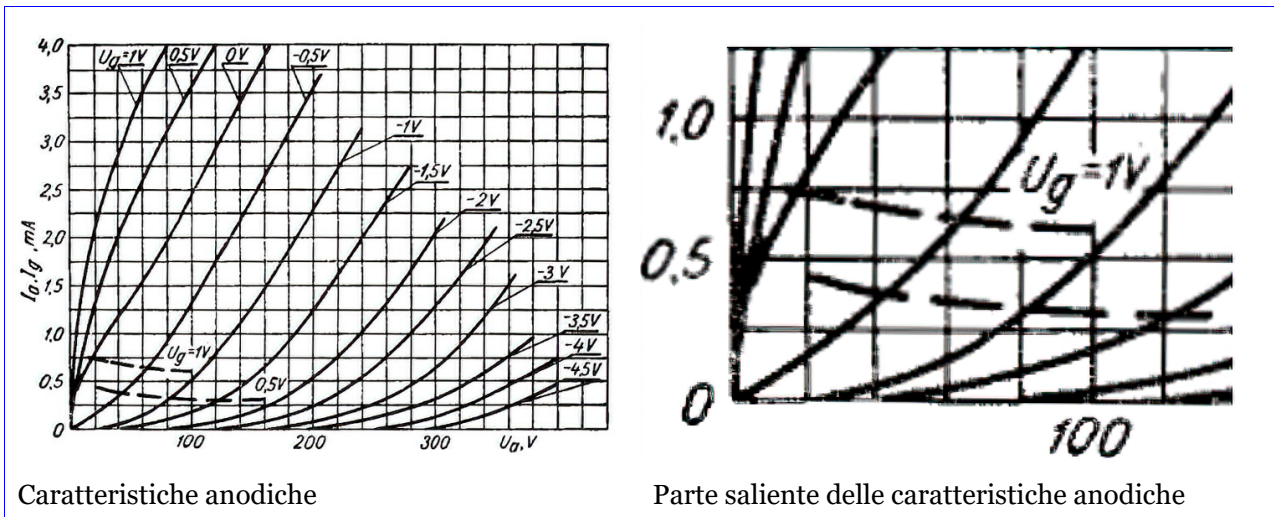 4,0
Ug=1V
0,5V
0V
-0,5V
3,5
3,0
-1V
2,5
-1,5V
-2V
2,0
-2,5V
Ia,Ig,mA
1,5
-3V
1,0
-3,5V
Ug=1V
-4V
0,5
0,5V
-4,5V
0
100
200
300
Ua,V
Caratteristiche anodiche
1,0
Ug=1V
0,5
0
100
Parte saliente delle caratteristiche anodiche